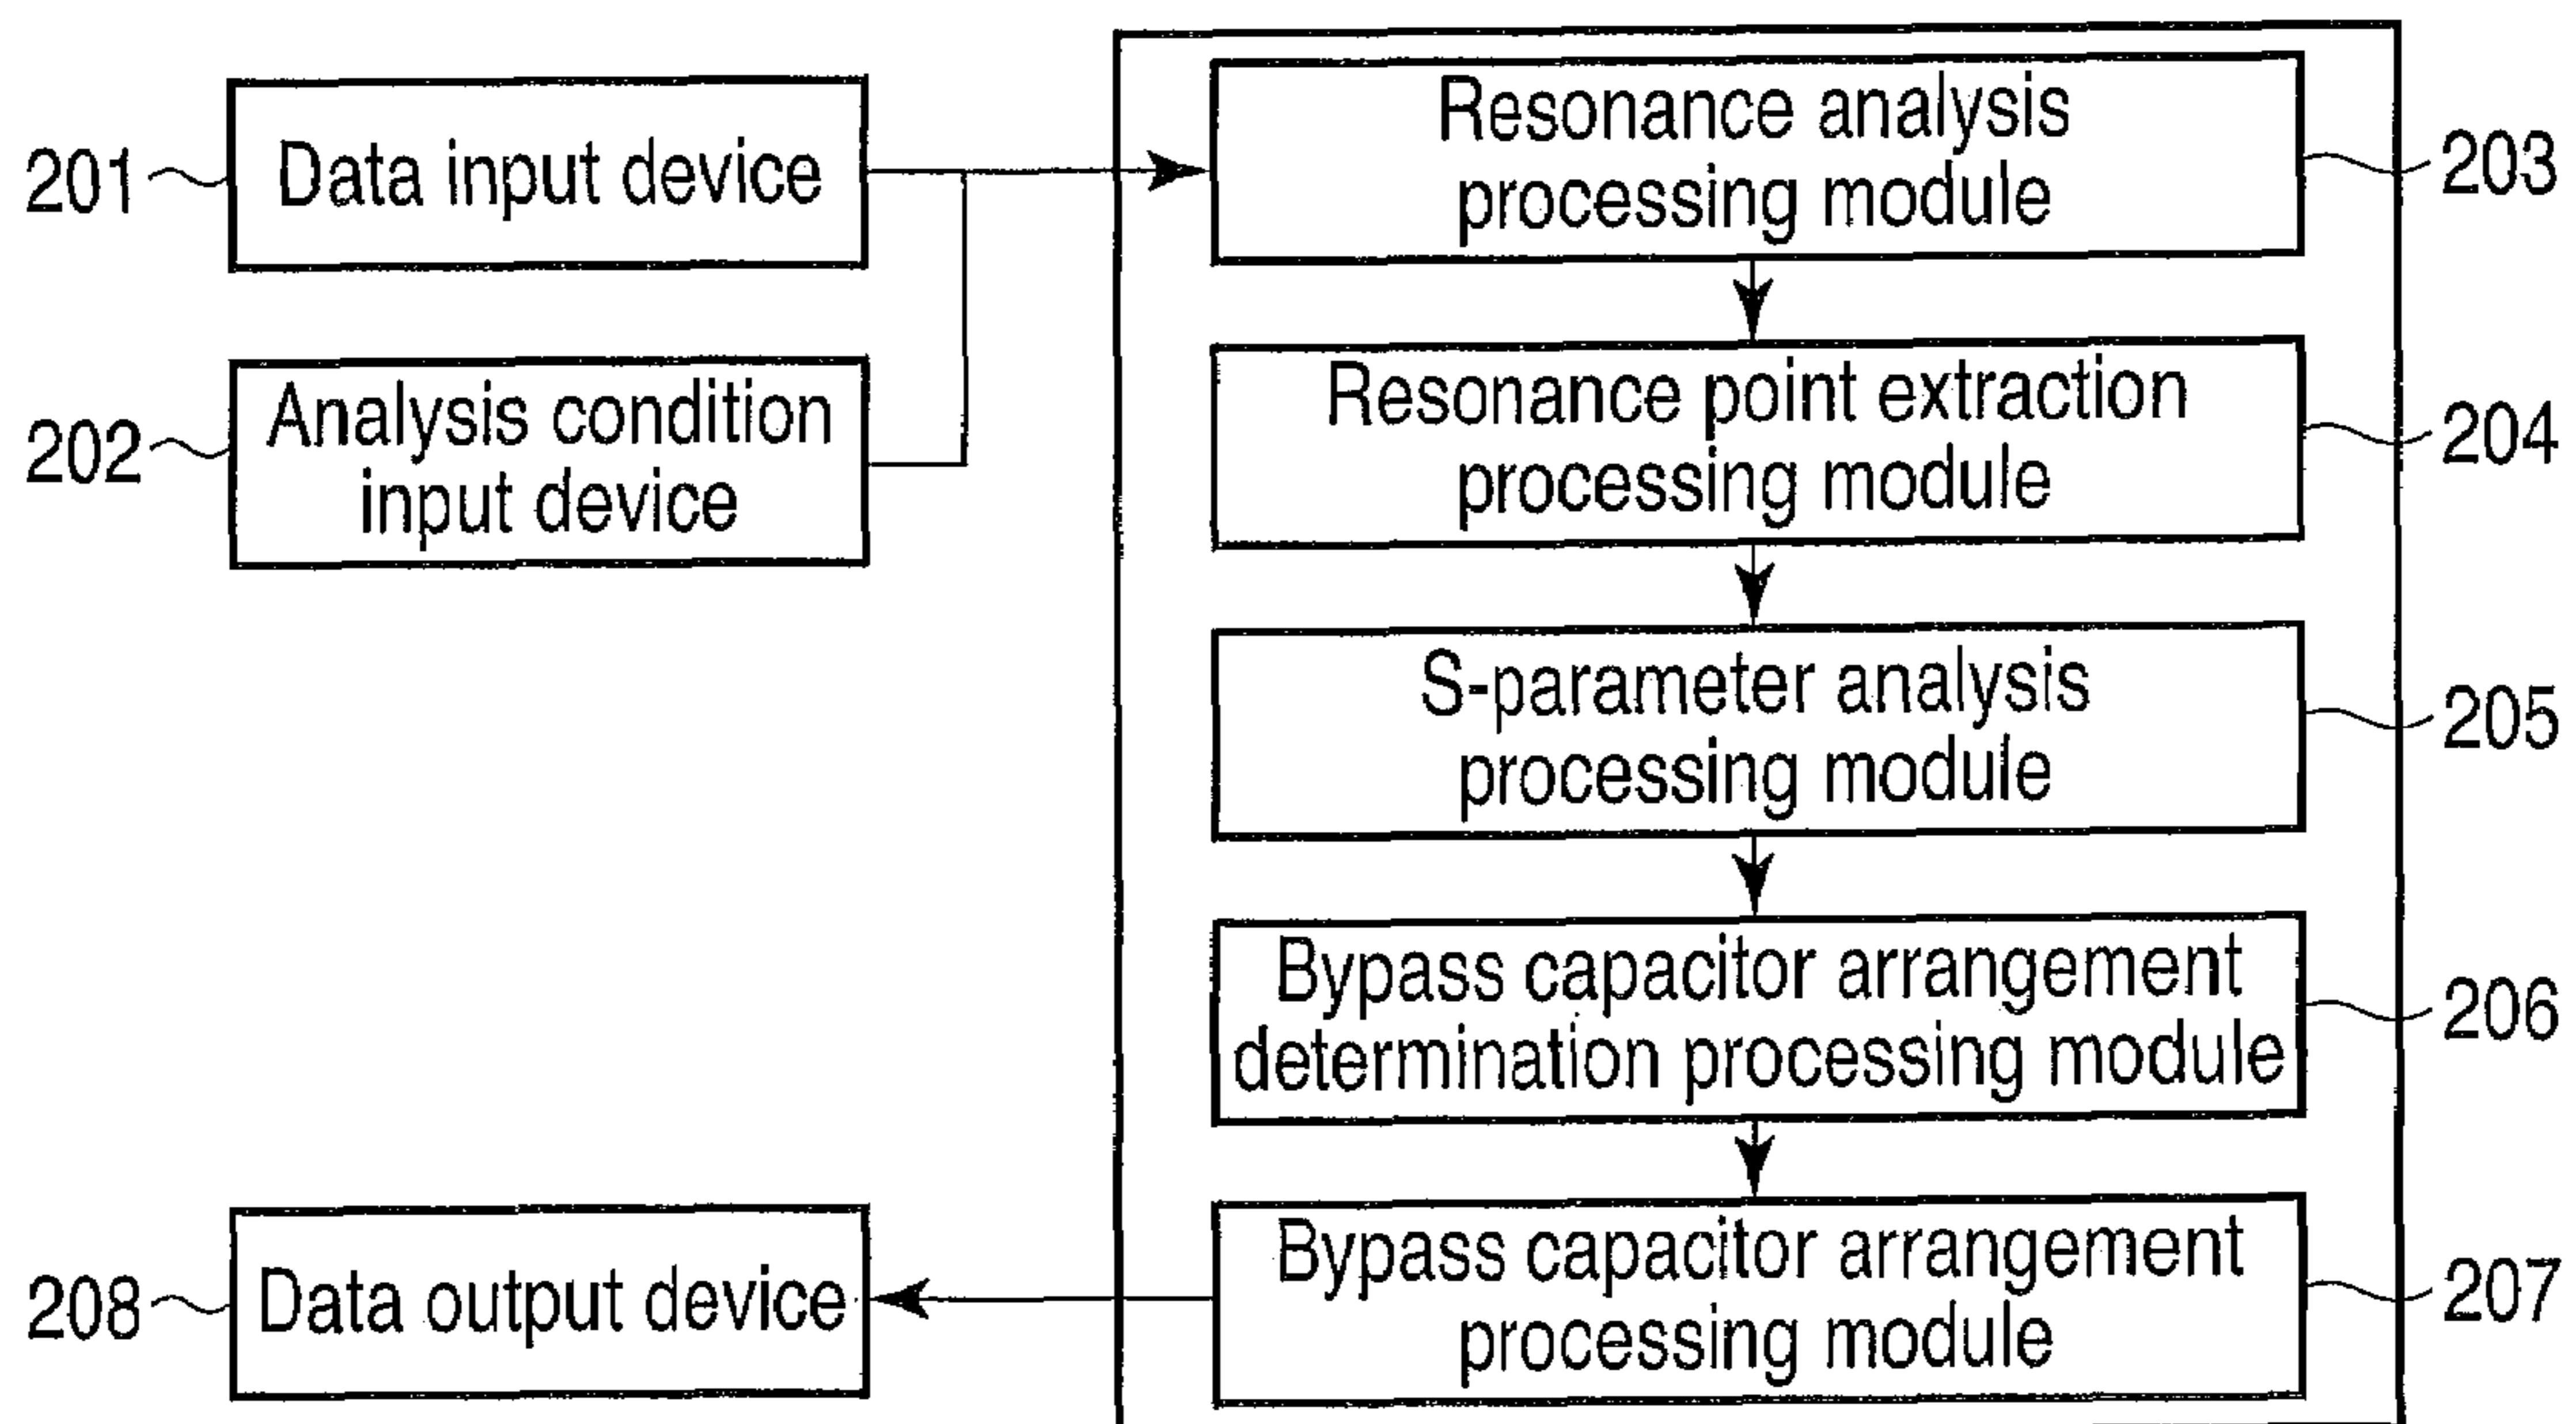 201
Data input device
202
Analysis condition
input device
Resonance analysis
processing module
203
Resonance point extraction
processing module
204
S-parameter analysis
processing module
205
Bypass capacitor arrangement
determination processing module
206
Bypass capacitor arrangement
processing module
207
208
Data output device